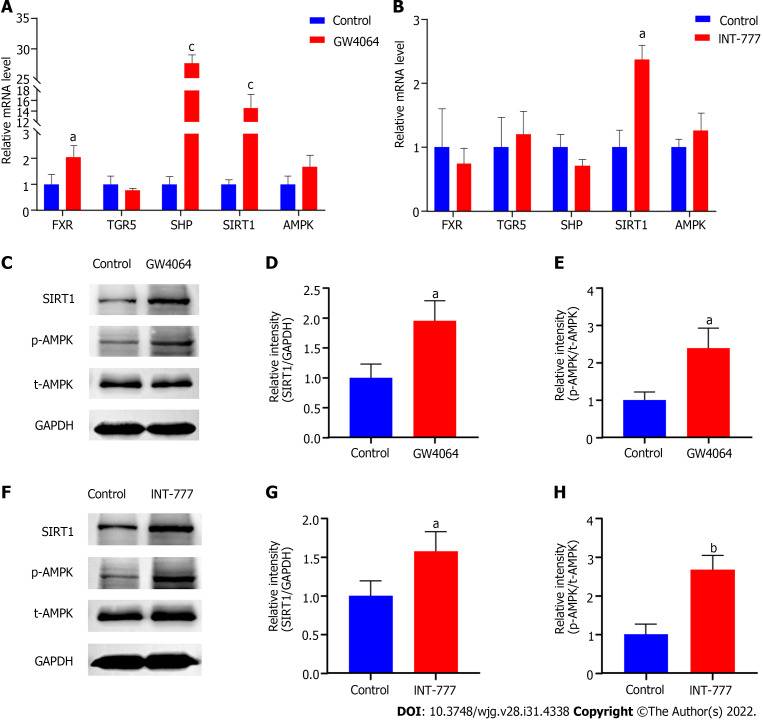 A
Relative mRNA level
35
30
25
18
16
14
12
3
2
1
0
Control
GW4064
a
c
c
FXR
TGR5
SHP
SIRT1
AMPK
B
Relative mRNA level
3
2
1
0
Control
INT-777
a
FXR
TGR5
SHP
SIRT1
AMPK
C
Control GW4064
SIRT1
p-AMPK
t-AMPK
GAPDH
D
Relative intensity
(SIRT1/GAPDH)
2.5
2.0
1.5
1.0
0.5
0.0
a
Control
GW4064
E
Relative intensity
(p-AMPK/t-AMPK)
4
3
2
1
0
a
Control
GW4064
F
Control INT-777
SIRT1
p-AMPK
t-AMPK
GAPDH
G
Relative intensity
(SIRT1/GAPDH)
2.0
1.5
1.0
0.5
0.0
a
Control
INT-777
H
Relative intensity
(p-AMPK/t-AMPK)
4
3
2
1
0
b
Control
INT-777
DOI: 10.3748/wjg.v28.i31.4338 Copyright ©The Author(s) 2022.